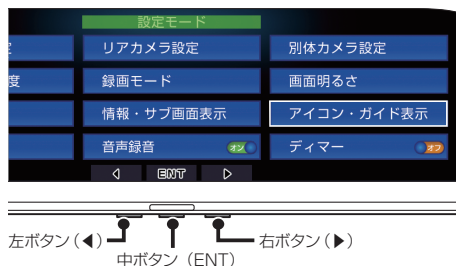 設定モード
リアカメラ設定 別体カメラ設定
度 録画モード 画面明るさ
情報・サブ画面表示 アイコン・ガイド表示
音声録音 オン ディマー オフ
◁ ENT ▷
左ボタン(◀) 右ボタン(▶)
中ボタン(ENT)